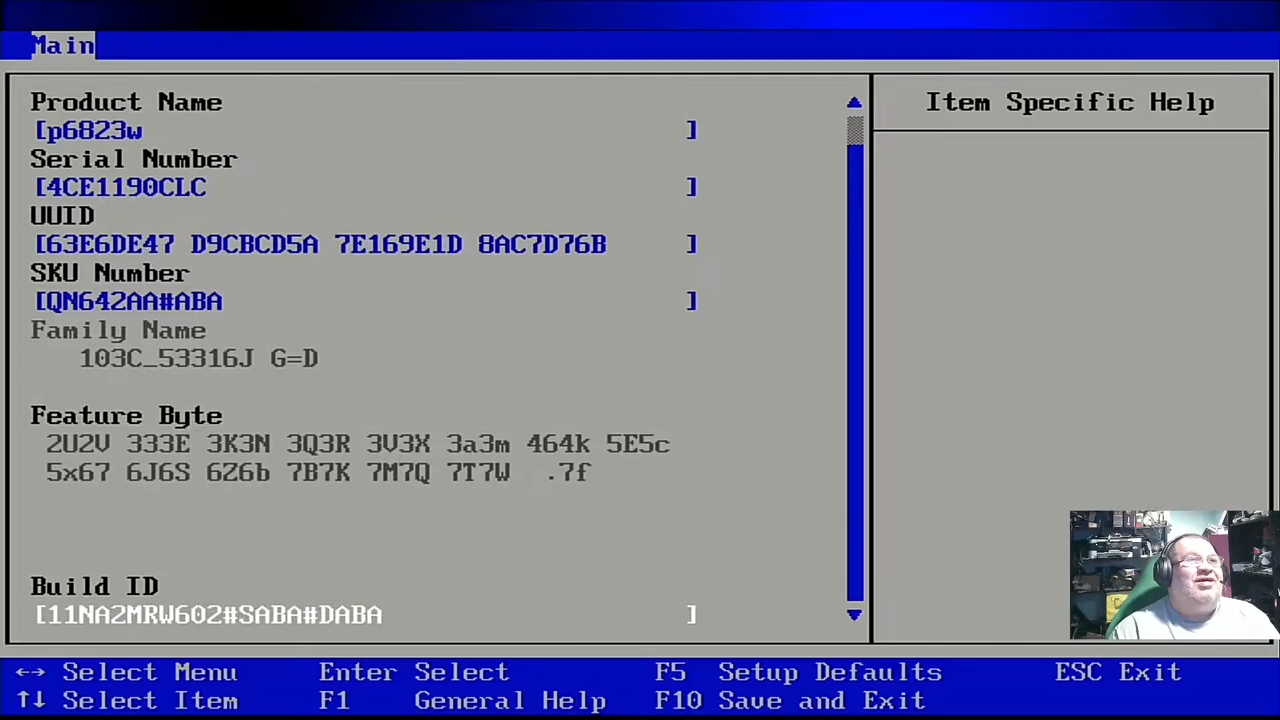 Main
Product Name
[p6823w ]
Serial Number
[4CE1190CLC ]
UUID
[63E6DE47 D9CBCD5A 7E169E1D 8AC7D76B ]
SKU Number
[QN642AA#ABA ]
Family Name
103C_53316J G=D
Feature Byte
2U2V 333E 3K3N 3Q3R 3V3X 3a3m 464k 5E5c
5x67 6J6S 6Z6b 7B7K 7M7Q 7T7W .7f
Build ID
[11NA2MRW602#SABA#DABA ]
Item Specific Help
←→ Select Menu Enter Select F5 Setup Defaults ESC Exit
↑↓ Select Item F1 General Help F10 Save and Exit